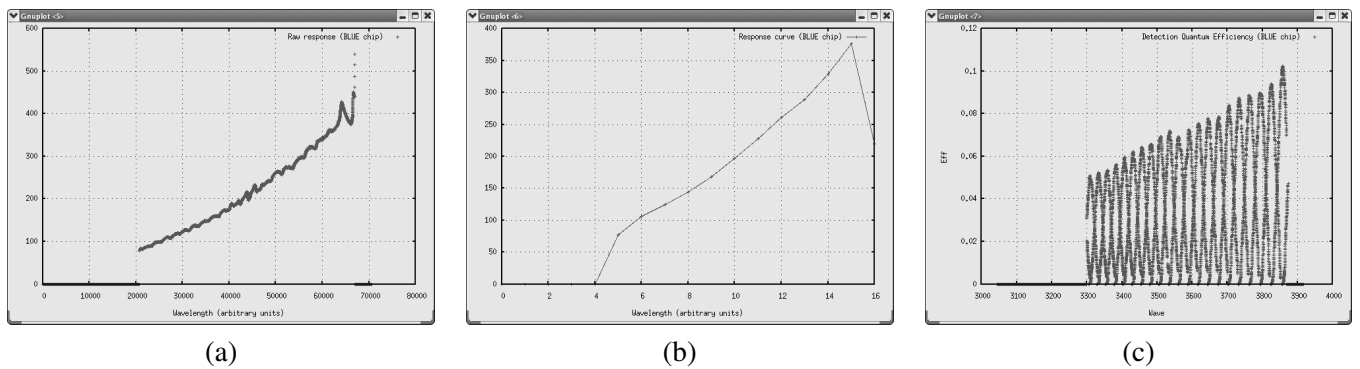 Gnuplot <5>
Raw response (BLUE chip)
600
500
400
300
200
100
0
0 10000 20000 30000 40000 50000 60000 70000 80000
Wavelength (arbitrary units)
(a)
Gnuplot <6>
Response curve (BLUE chip)
400
350
300
250
200
150
100
50
0
0 2 4 6 8 10 12 14 16
Wavelength (arbitrary units)
(b)
Gnuplot <7>
Detection Quantum Efficiency (BLUE chip)
0,12
0,1
0,08
0,06
0,04
0,02
0
Eff
3000 3100 3200 3300 3400 3500 3600 3700 3800 3900 4000
Wave
(c)